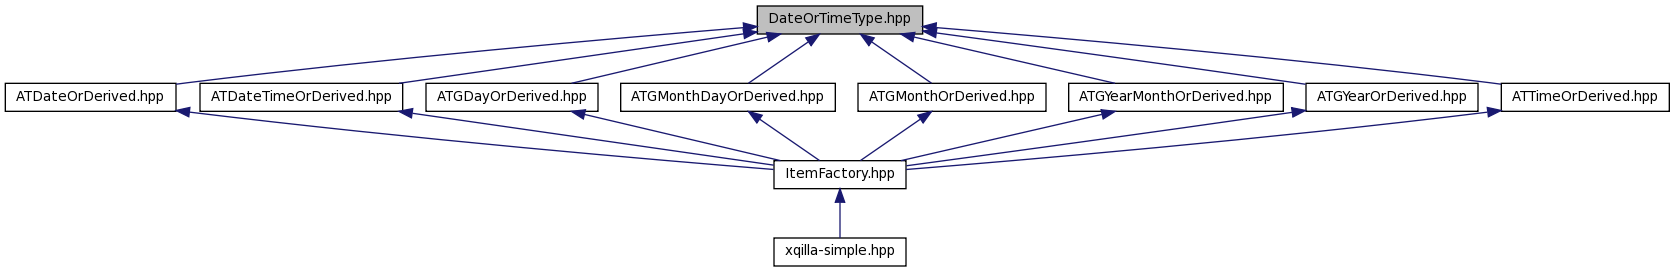 DateOrTimeType.hpp
ATDateOrDerived.hpp
ATDateTimeOrDerived.hpp
ATGDayOrDerived.hpp
ATGMonthDayOrDerived.hpp
ATGMonthOrDerived.hpp
ATGYearMonthOrDerived.hpp
ATGYearOrDerived.hpp
ATTimeOrDerived.hpp
ItemFactory.hpp
xqilla-simple.hpp